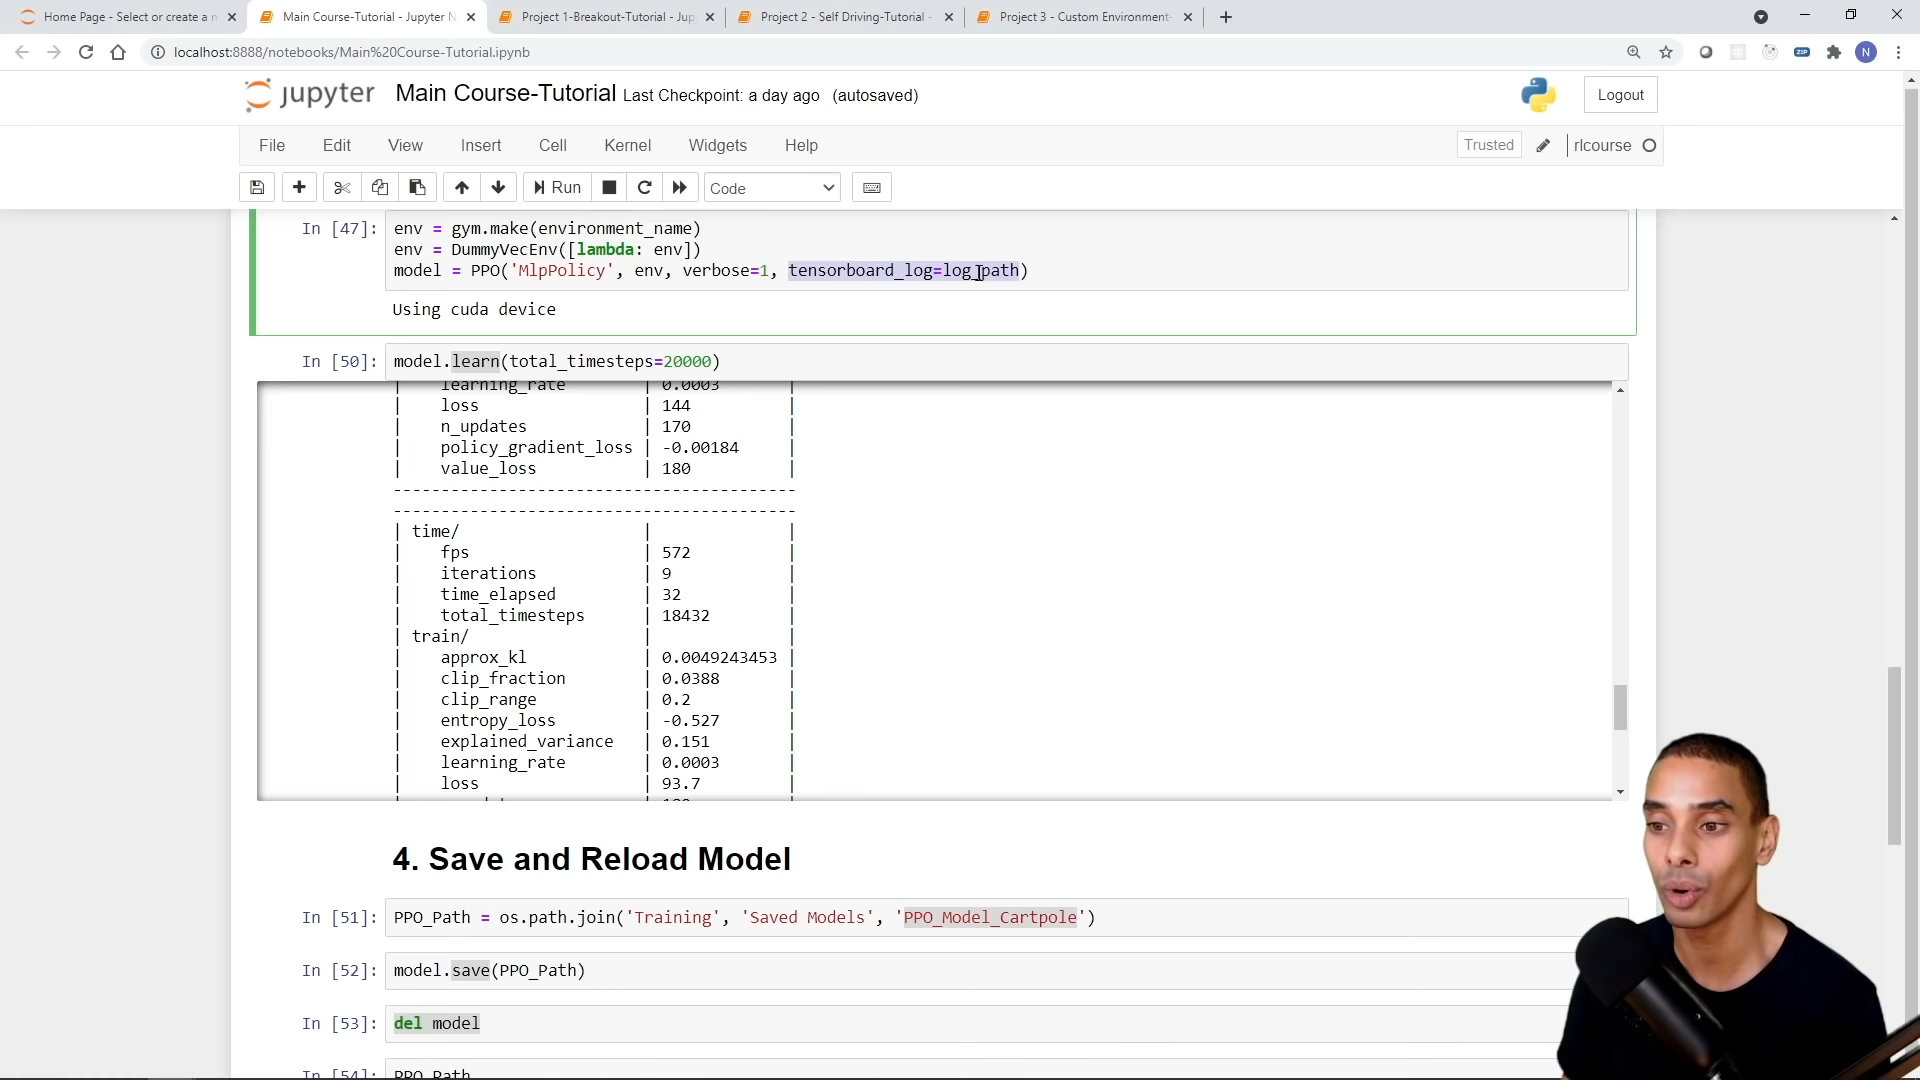 Home Page - Select or create a n
Main Course-Tutorial - Jupyter N
Project 1-Breakout-Tutorial - Jup
Project 2 - Self Driving-Tutorial -
Project 3 - Custom Environment-
localhost:8888/notebooks/Main%20Course-Tutorial.ipynb
ZIP
N
jupyter Main Course-Tutorial Last Checkpoint: a day ago (autosaved)
Logout
File Edit View Insert Cell Kernel Widgets Help
Trusted
rlcourse
Run
Code
In [47]: env = gym.make(environment_name)
env = DummyVecEnv([lambda: env])
model = PPO('MlpPolicy', env, verbose=1, tensorboard_log=log_path)
Using cuda device
In [50]: model.learn(total_timesteps=20000)
| learning_rate | 0.0003 |
| loss | 144 |
| n_updates | 170 |
| policy_gradient_loss | -0.00184 |
| value_loss | 180 |
------------------------------------------
------------------------------------------
| time/ | |
| fps | 572 |
| iterations | 9 |
| time_elapsed | 32 |
| total_timesteps | 18432 |
| train/ | |
| approx_kl | 0.0049243453 |
| clip_fraction | 0.0388 |
| clip_range | 0.2 |
| entropy_loss | -0.527 |
| explained_variance | 0.151 |
| learning_rate | 0.0003 |
| loss | 93.7 |
4. Save and Reload Model
In [51]: PPO_Path = os.path.join('Training', 'Saved Models', 'PPO_Model_Cartpole')
In [52]: model.save(PPO_Path)
In [53]: del model
In [54]: PPO_Path